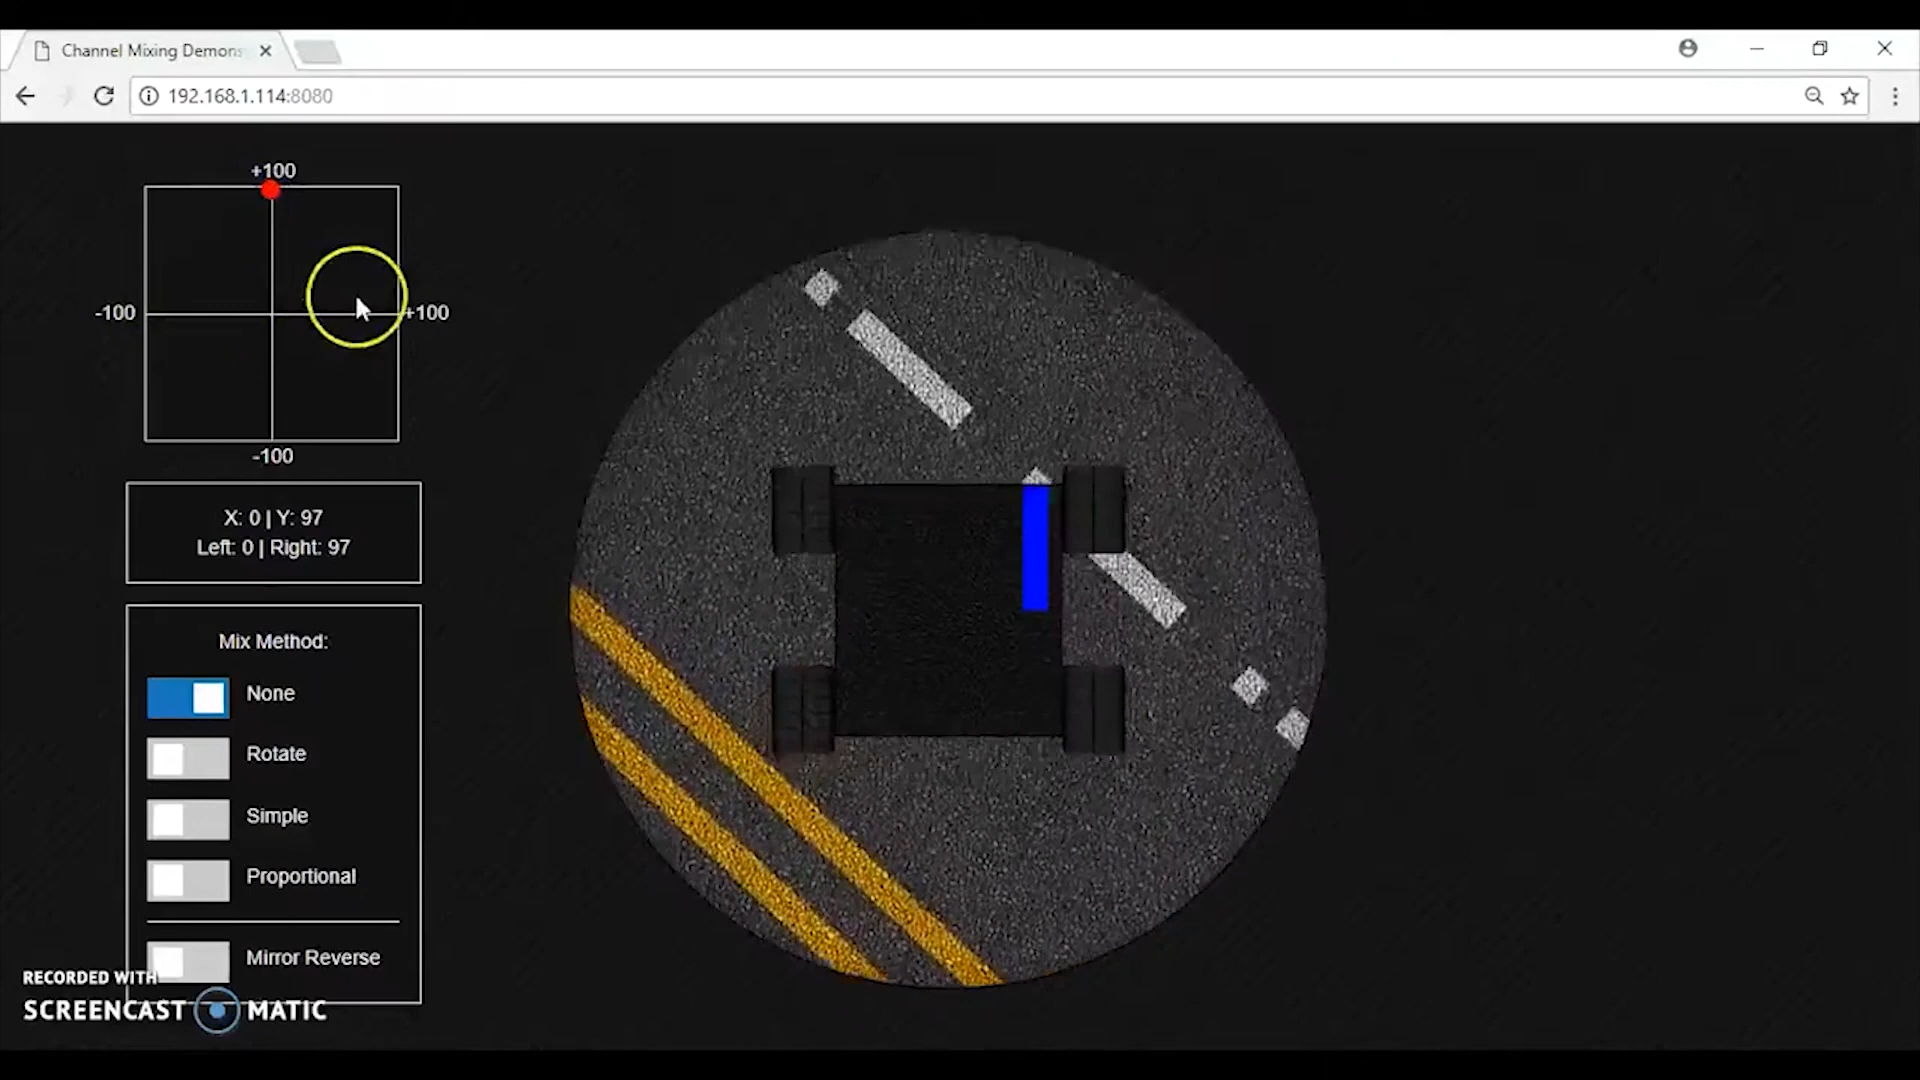 Channel Mixing Demons
192.168.1.114:8080
+100
-100
+100
-100
X: 0 | Y: 97
Left: 0 | Right: 97
Mix Method:
None
Rotate
Simple
Proportional
Mirror Reverse
RECORDED WITH
SCREENCAST MATIC